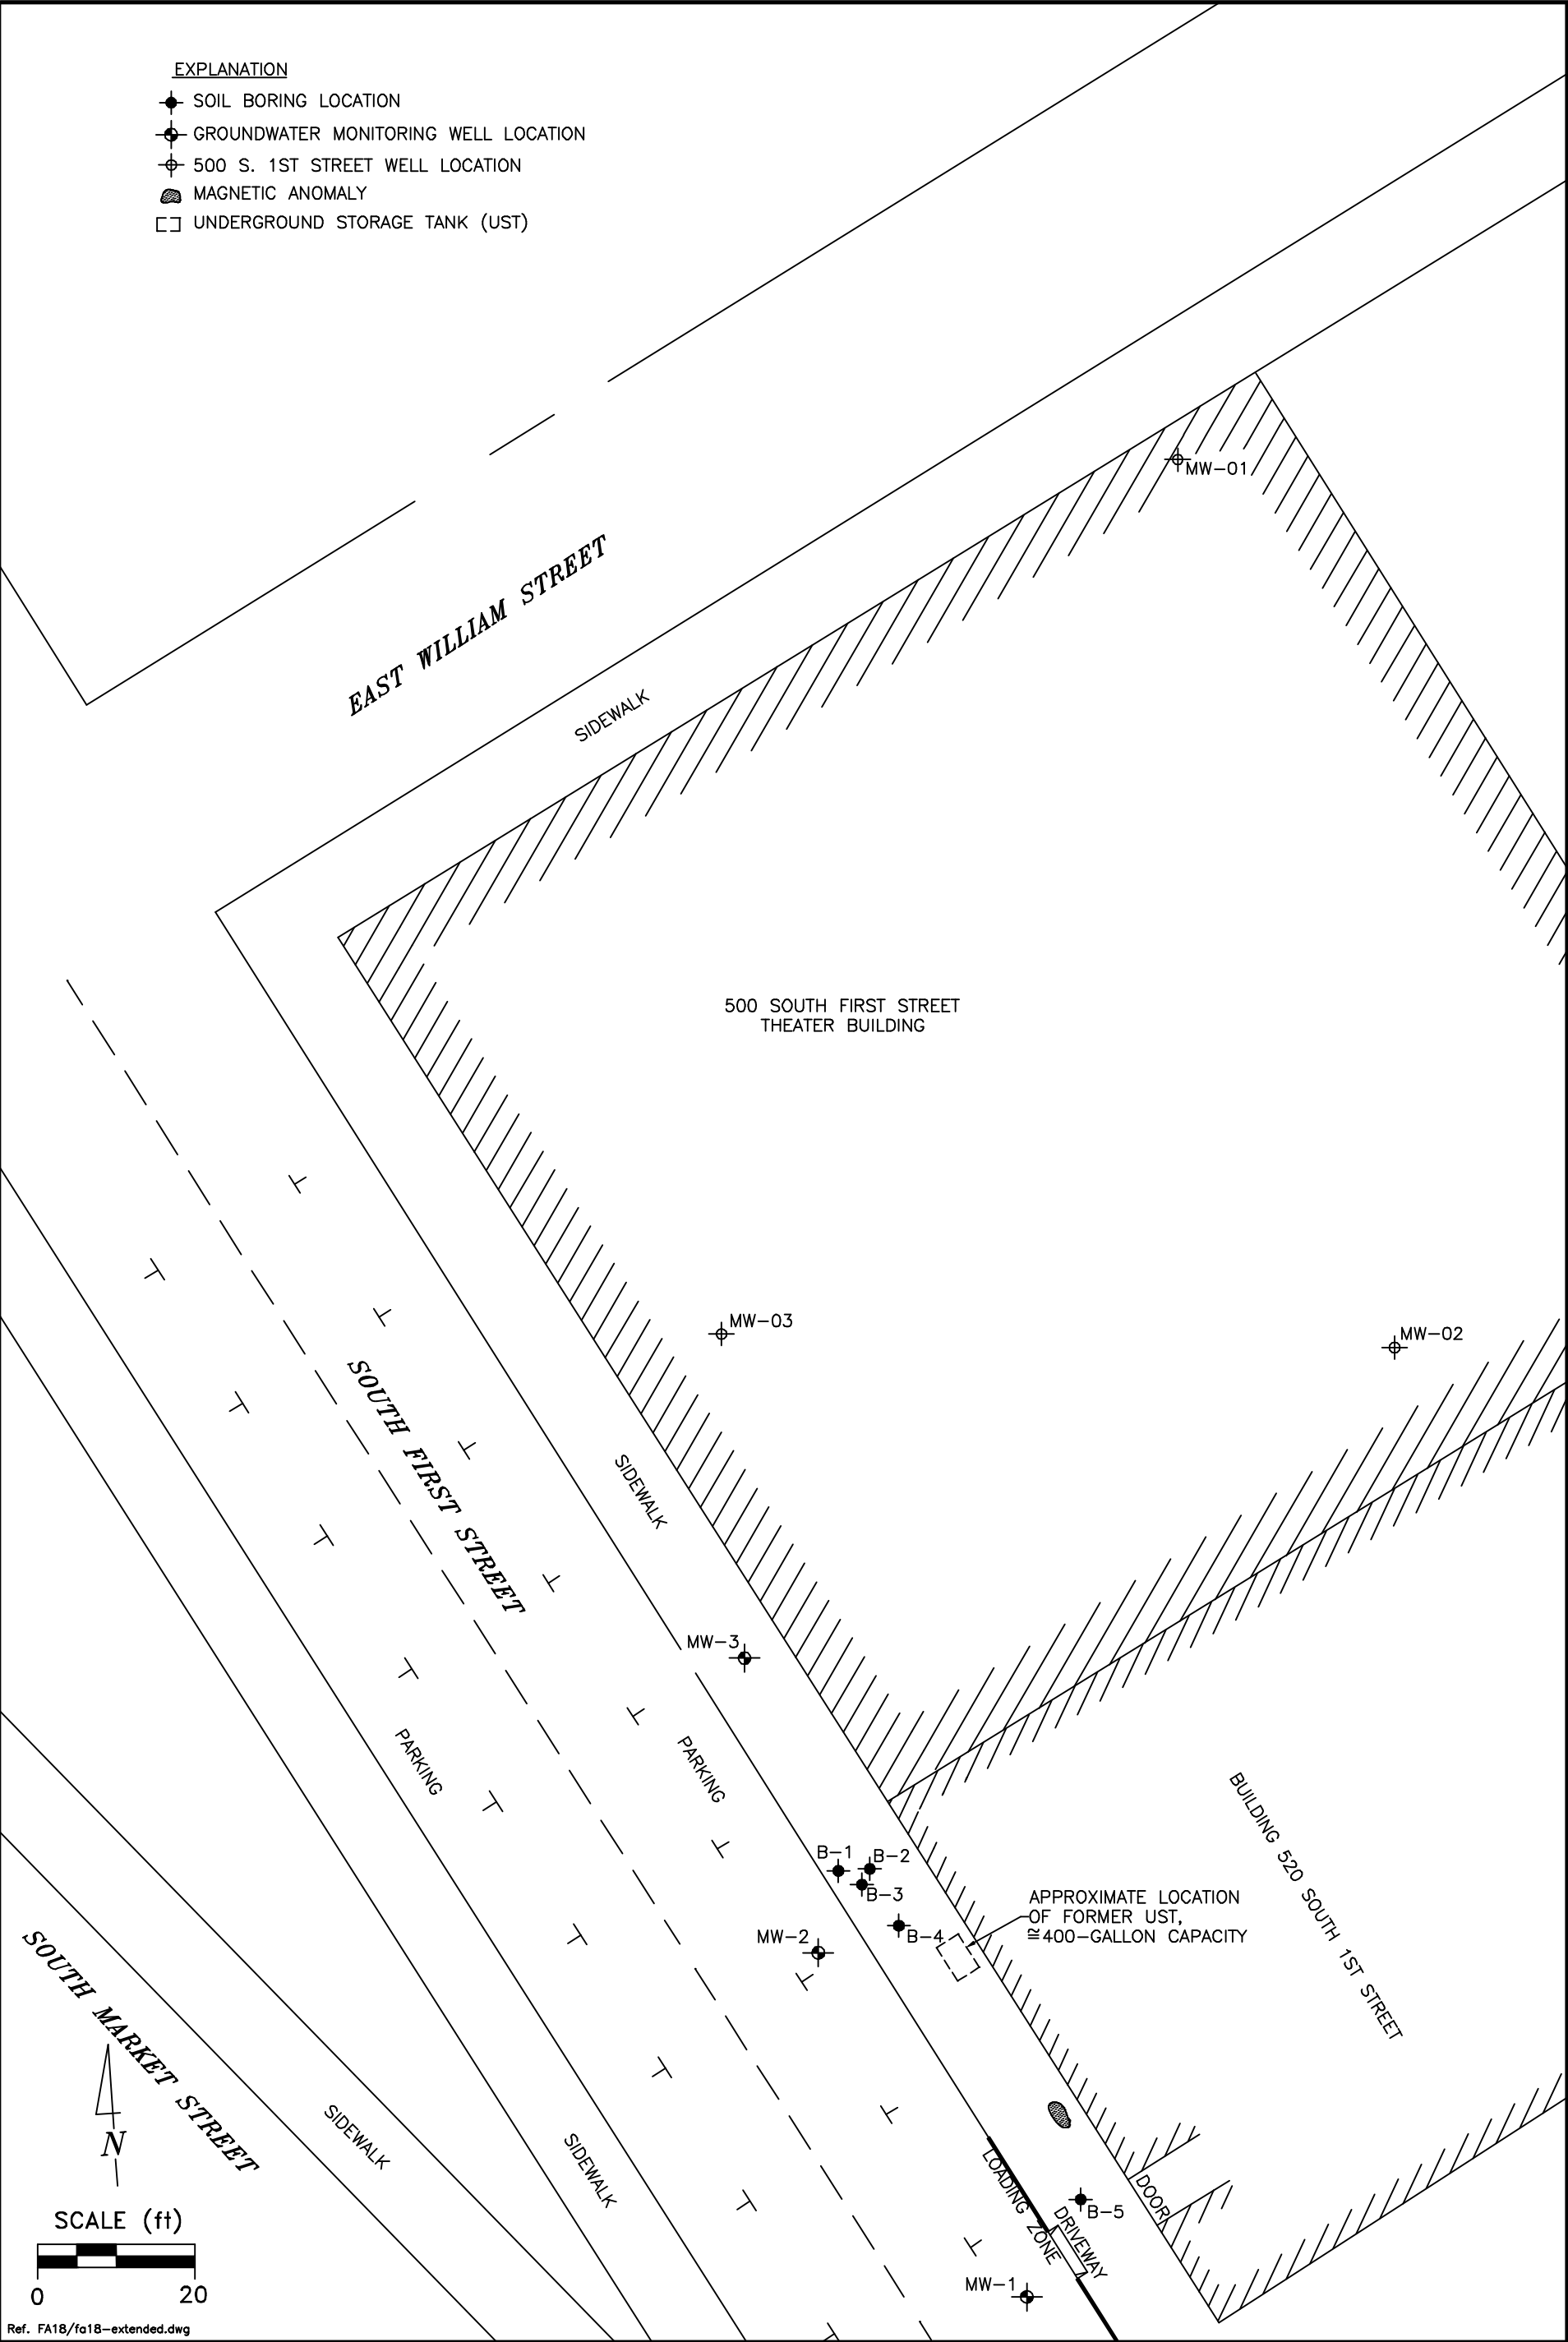 EXPLANATION
SOIL BORING LOCATION
GROUNDWATER MONITORING WELL LOCATION
500 S. 1ST STREET WELL LOCATION
MAGNETIC ANOMALY
UNDERGROUND STORAGE TANK (UST)
MW-01
EAST WILLIAM STREET
SIDEWALK
500 SOUTH FIRST STREET
THEATER BUILDING
MW-03
MW-02
SOUTH FIRST STREET
SIDEWALK
MW-3
PARKING
PARKING
BUILDING 520 SOUTH 1ST STREET
B-1
B-2
B-3
APPROXIMATE LOCATION
OF FORMER UST,
≅400-GALLON CAPACITY
B-4
MW-2
SOUTH MARKET STREET
N
SIDEWALK
SIDEWALK
LOADING ZONE
DOOR
B-5
DRIVEWAY
MW-1
SCALE (ft)
0 20
Ref. FA18/fa18-extended.dwg